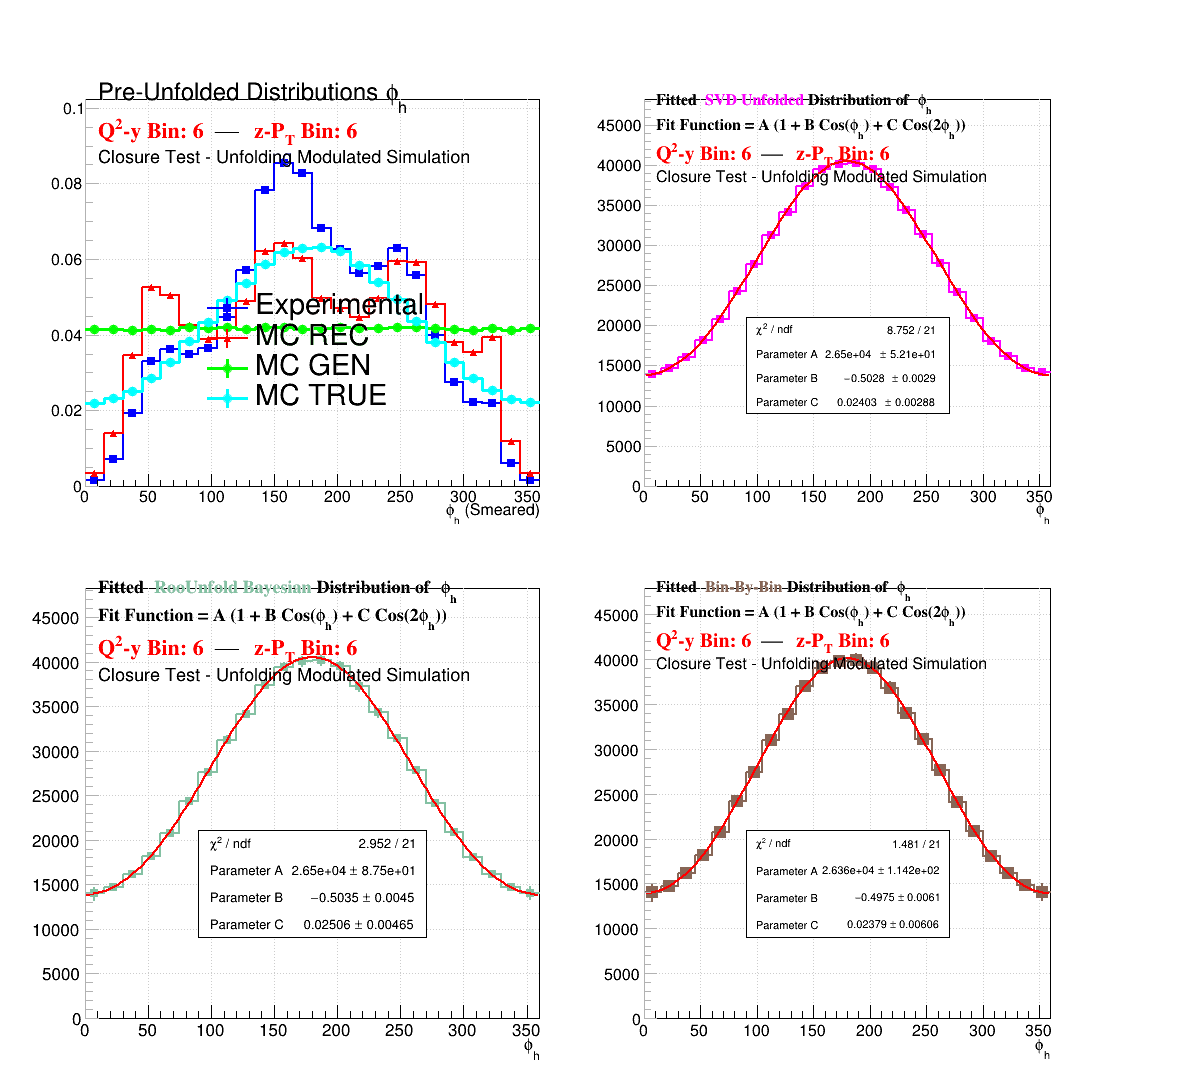 Pre-Unfolded Distributions ϕh
Q²-y Bin: 6 — z-PT Bin: 6
Closure Test - Unfolding Modulated Simulation
0.1
0.08
0.06
0.04
0.02
0
Experimental
MC REC
MC GEN
MC TRUE
0 50 100 150 200 250 300 350
ϕh (Smeared)
Fitted SVD Unfolded Distribution of ϕh
Fit Function = A (1 + B Cos(ϕh) + C Cos(2ϕh))
Q²-y Bin: 6 — z-PT Bin: 6
Closure Test - Unfolding Modulated Simulation
45000
40000
35000
30000
25000
20000
15000
10000
5000
0
χ² / ndf 8.752 / 21
Parameter A 2.65e+04 ± 5.21e+01
Parameter B −0.5028 ± 0.0029
Parameter C 0.02403 ± 0.00288
0 50 100 150 200 250 300 350
ϕh
Fitted RooUnfold Bayesian Distribution of ϕh
Fit Function = A (1 + B Cos(ϕh) + C Cos(2ϕh))
Q²-y Bin: 6 — z-PT Bin: 6
Closure Test - Unfolding Modulated Simulation
45000
40000
35000
30000
25000
20000
15000
10000
5000
0
χ² / ndf 2.952 / 21
Parameter A 2.65e+04 ± 8.75e+01
Parameter B −0.5035 ± 0.0045
Parameter C 0.02506 ± 0.00465
0 50 100 150 200 250 300 350
ϕh
Fitted Bin-By-Bin Distribution of ϕh
Fit Function = A (1 + B Cos(ϕh) + C Cos(2ϕh))
Q²-y Bin: 6 — z-PT Bin: 6
Closure Test - Unfolding Modulated Simulation
45000
40000
35000
30000
25000
20000
15000
10000
5000
0
χ² / ndf 1.481 / 21
Parameter A 2.636e+04 ± 1.142e+02
Parameter B −0.4975 ± 0.0061
Parameter C 0.02379 ± 0.00606
0 50 100 150 200 250 300 350
ϕh